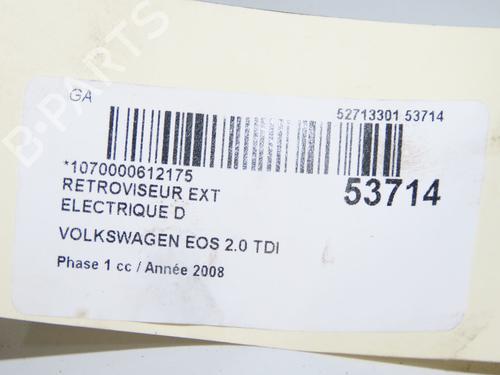 B-PARTS
GA
52713301 53714
*1070000612175
53714
RETROVISEUR EXT
ELECTRIQUE D
VOLKSWAGEN EOS 2.0 TDI
Phase 1 cc / Année 2008